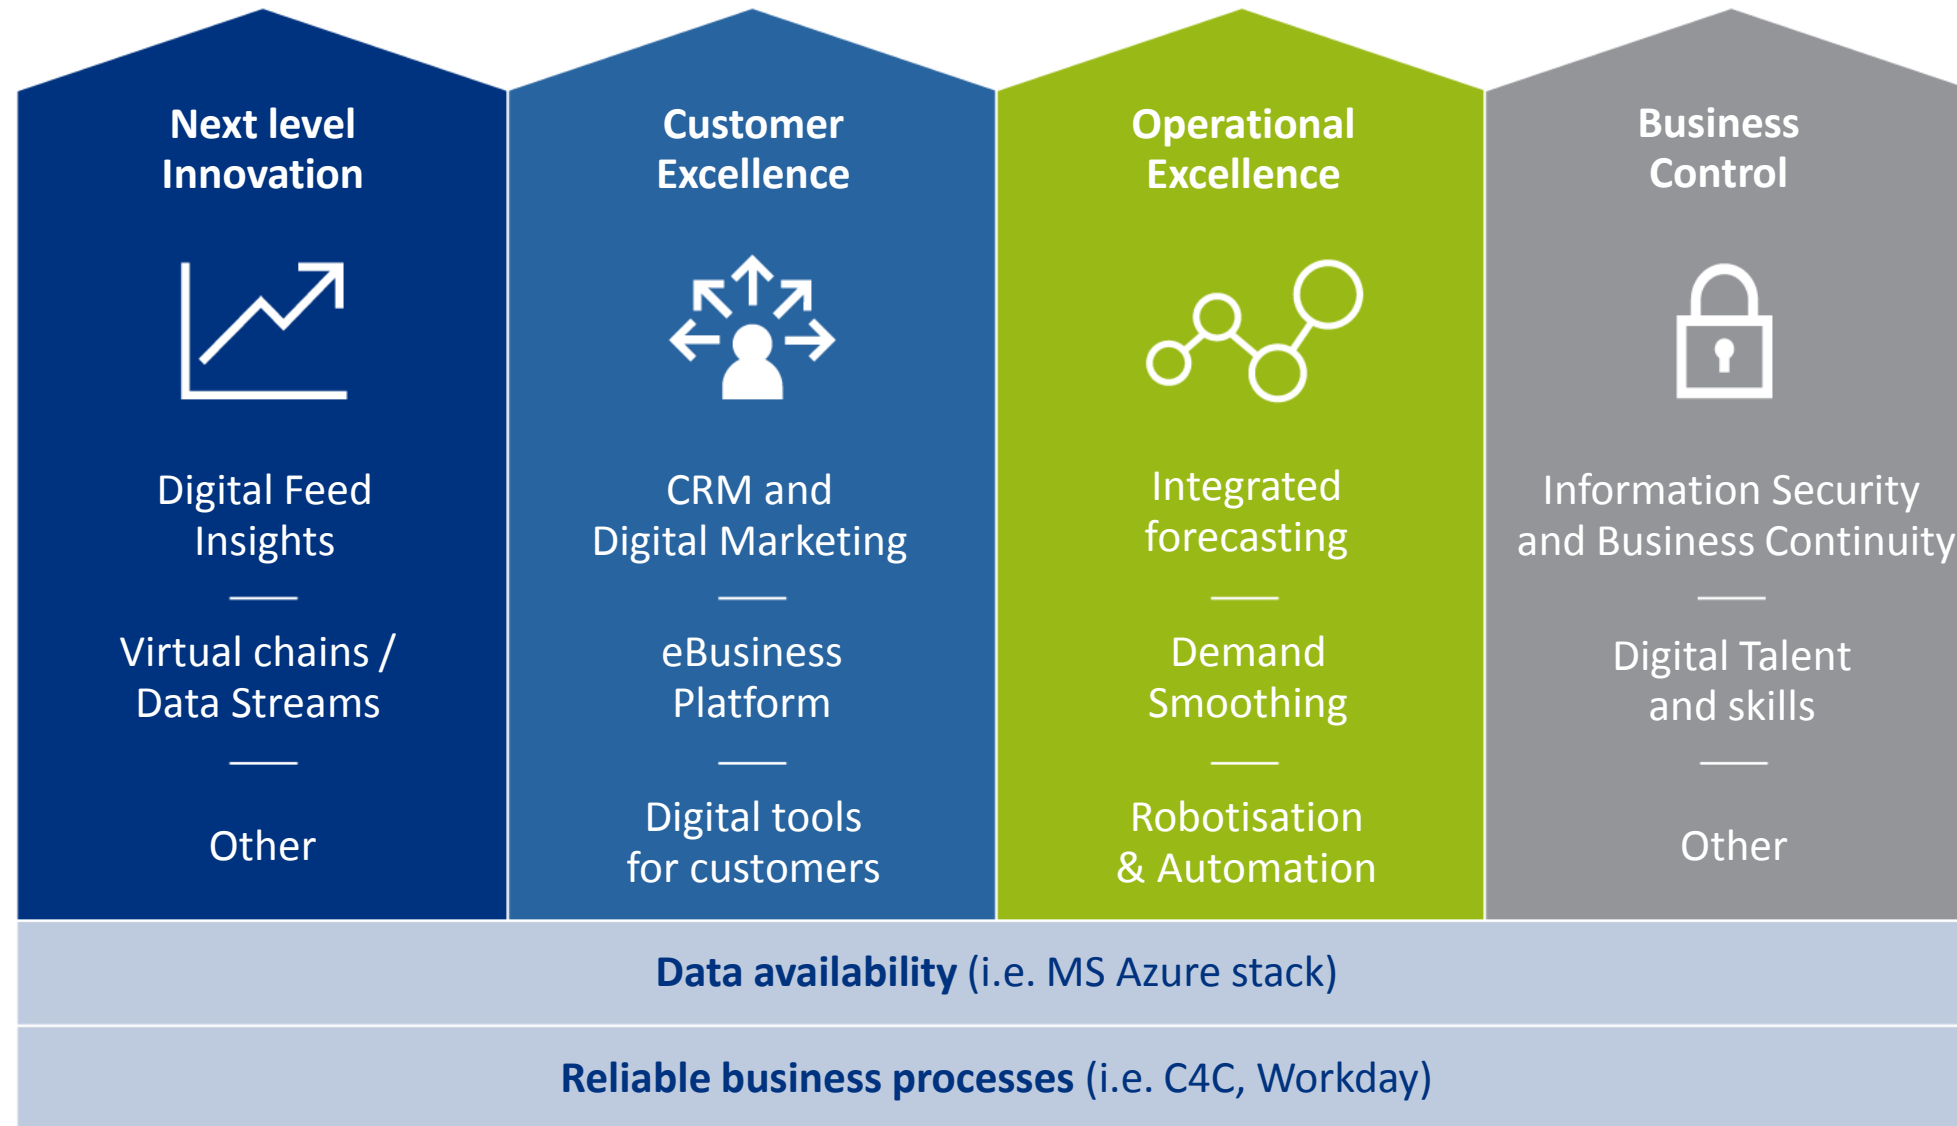 Next level
Innovation
Digital Feed
Insights
Virtual chains /
Data Streams
Other
Customer
Excellence
CRM and
Digital Marketing
eBusiness
Platform
Digital tools
for customers
Operational
Excellence
Integrated
forecasting
Demand
Smoothing
Robotisation
& Automation
Business
Control
Information Security
and Business Continuity
Digital Talent
and skills
Other
Data availability (i.e. MS Azure stack)
Reliable business processes (i.e. C4C, Workday)